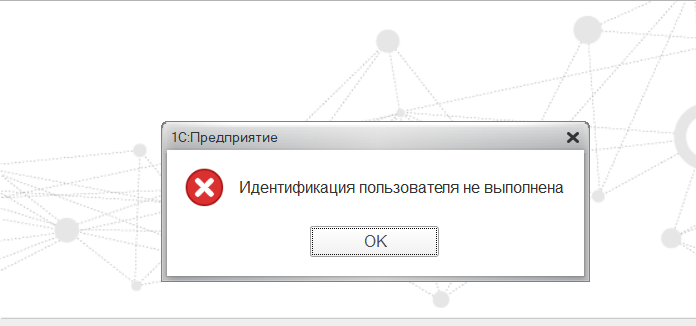 1С:Предприятие
Идентификация пользователя не выполнена
OK